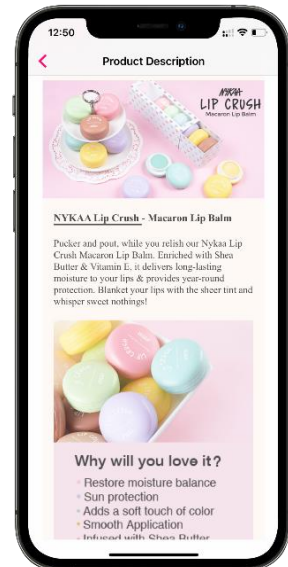 12:50
Product Description
NYKAA
LIP CRUSH
Macaron Lip Balm
NYKAA Lip Crush - Macaron Lip Balm
Pucker and pout, while you relish our Nykaa Lip
Crush Macaron Lip Balm. Enriched with Shea
Butter & Vitamin E, it delivers long-lasting
moisture to your lips & provides year-round
protection. Blanket your lips with the sheer tint and
whisper sweet nothings!
Why will you love it?
Restore moisture balance
Sun protection
Adds a soft touch of color
Smooth Application
Infused with Shea Butter